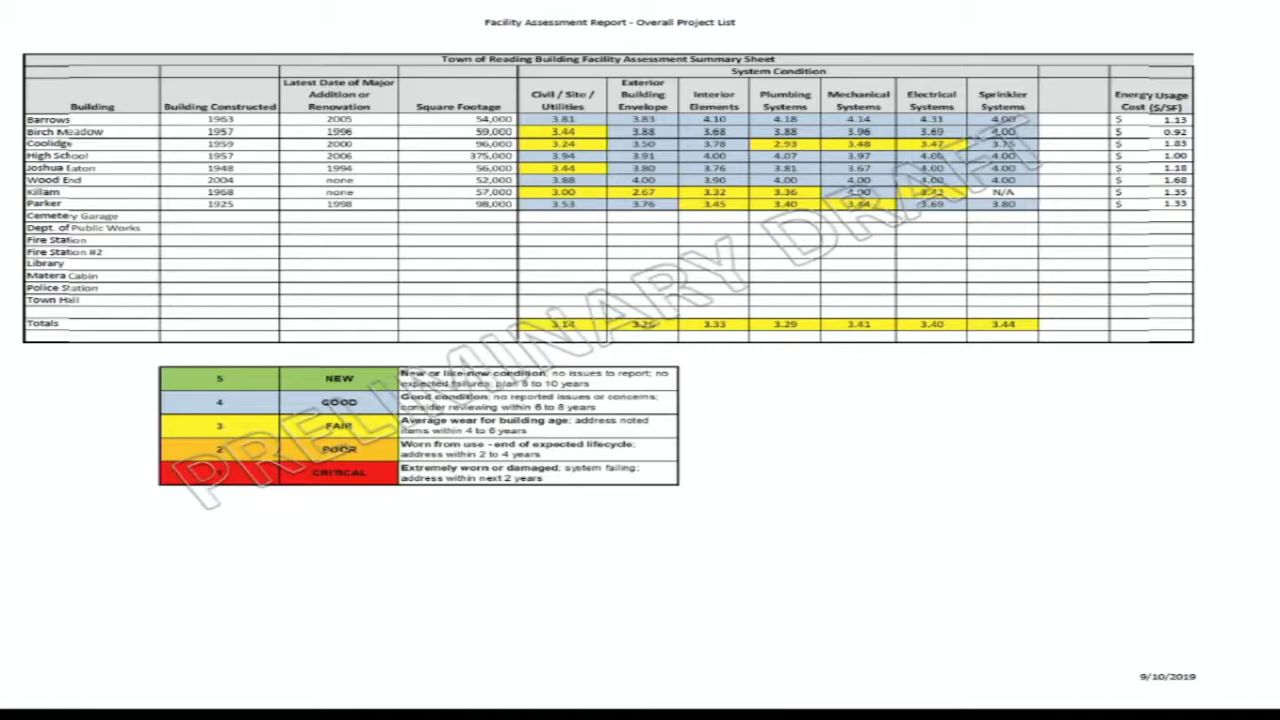 Facility Assessment Report - Overall Project List
Town of Reading Building Facility Assessment Summary Sheet
System Condition
Building Building Constructed Latest Date of Major Addition or Renovation Square Footage Civil / Site / Utilities Exterior Building Envelope Interior Elements Plumbing Systems Mechanical Systems Electrical Systems Sprinkler Systems Energy Usage Cost ($/SF)
Barrows 1963 2005 54,000 3.81 3.83 4.10 4.18 4.14 4.31 4.00 $ 1.13
Birch Meadow 1957 1996 59,000 3.44 3.88 3.68 3.88 3.96 3.69 4.00 $ 0.92
Coolidge 1959 2000 96,000 3.24 3.50 3.78 2.93 3.48 3.47 3.75 $ 1.83
High School 1957 2006 375,000 3.94 3.91 4.00 4.07 3.97 4.06 4.00 $ 1.00
Joshua Eaton 1948 1994 56,000 3.44 3.80 3.76 3.81 3.67 4.00 4.00 $ 1.18
Wood End 2004 none 52,000 3.88 4.00 3.90 4.00 4.00 4.00 4.00 $ 1.68
Killam 1968 none 57,000 3.00 2.67 3.32 3.36 4.00 3.42 N/A $ 1.35
Parker 1925 1998 98,000 3.53 3.76 3.45 3.40 3.44 3.69 3.80 $ 1.33
Cemetery Garage
Dept. of Public Works
Fire Station
Fire Station #2
Library
Matera Cabin
Police Station
Town Hall
Totals 3.14 3.26 3.33 3.29 3.41 3.40 3.44
PRELIMINARY DRAFT
5 NEW New or like-new condition; no issues to report; no
expected failures; plan 8 to 10 years
4 GOOD Good condition; no reported issues or concerns;
consider reviewing within 6 to 8 years
3 FAIR Average wear for building age; address noted
items within 4 to 6 years
2 POOR Worn from use - end of expected lifecycle;
address within 2 to 4 years
1 CRITICAL Extremely worn or damaged; system failing;
address within next 2 years
9/10/2019